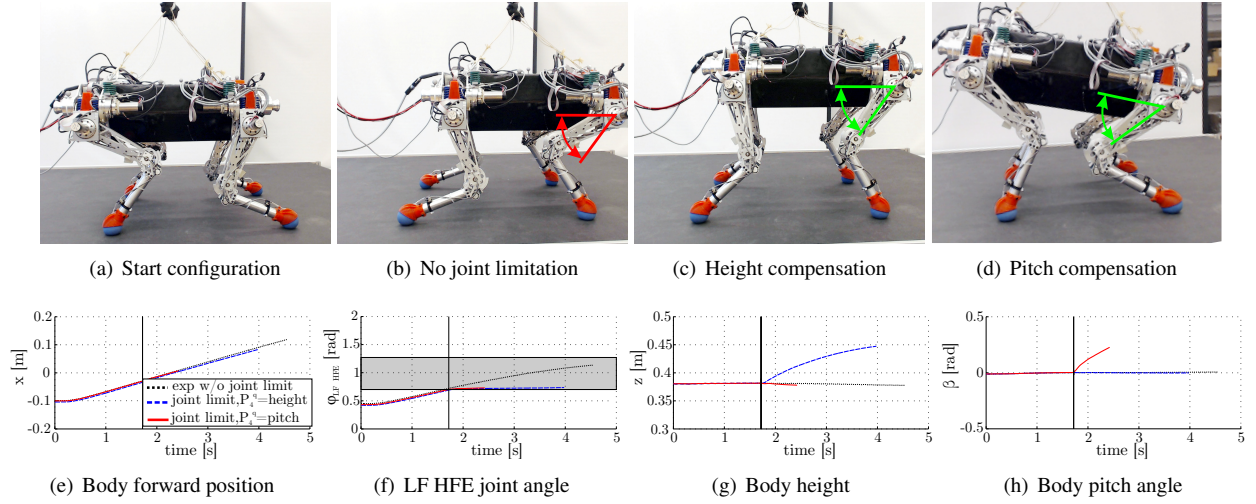 (a) Start configuration
(b) No joint limitation
(c) Height compensation
(d) Pitch compensation
0.2
0.1
0
-0.1
-0.2
x [m]
0 1 2 3 4 5
time [s]
exp w/o joint limit
joint limit,P₄^q=height
joint limit,P₄^q=pitch
2
1.5
1
0.5
0
φ_LF HFE [rad]
0 1 2 3 4 5
time [s]
0.5
0.45
0.4
0.35
0.3
z [m]
0 1 2 3 4 5
time [s]
0.5
0
-0.5
β [rad]
0 1 2 3 4 5
time [s]
(e) Body forward position
(f) LF HFE joint angle
(g) Body height
(h) Body pitch angle